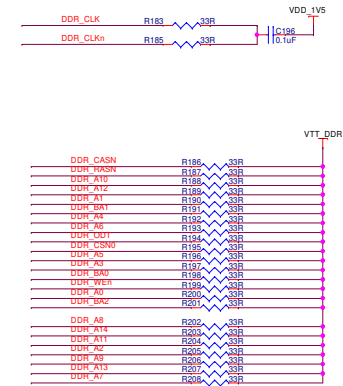 VDD_1V5
DDR_CLK R183 33R
C196
DDR_CLKn R185 33R 0.1uF
VTT_DDR
DDR_CASN R186 33R
DDR_RASN R187 33R
DDR_A10 R188 33R
DDR_A12 R189 33R
DDR_A1 R190 33R
DDR_BA1 R191 33R
DDR_A4 R192 33R
DDR_A6 R193 33R
DDR_ODT R194 33R
DDR_CSN0 R195 33R
DDR_A5 R196 33R
DDR_A3 R197 33R
DDR_BA0 R198 33R
DDR_WEn R199 33R
DDR_A0 R200 33R
DDR_BA2 R201 33R
DDR_A8 R202 33R
DDR_A14 R203 33R
DDR_A11 R204 33R
DDR_A2 R205 33R
DDR_A9 R206 33R
DDR_A13 R207 33R
DDR_A7 R208 33R